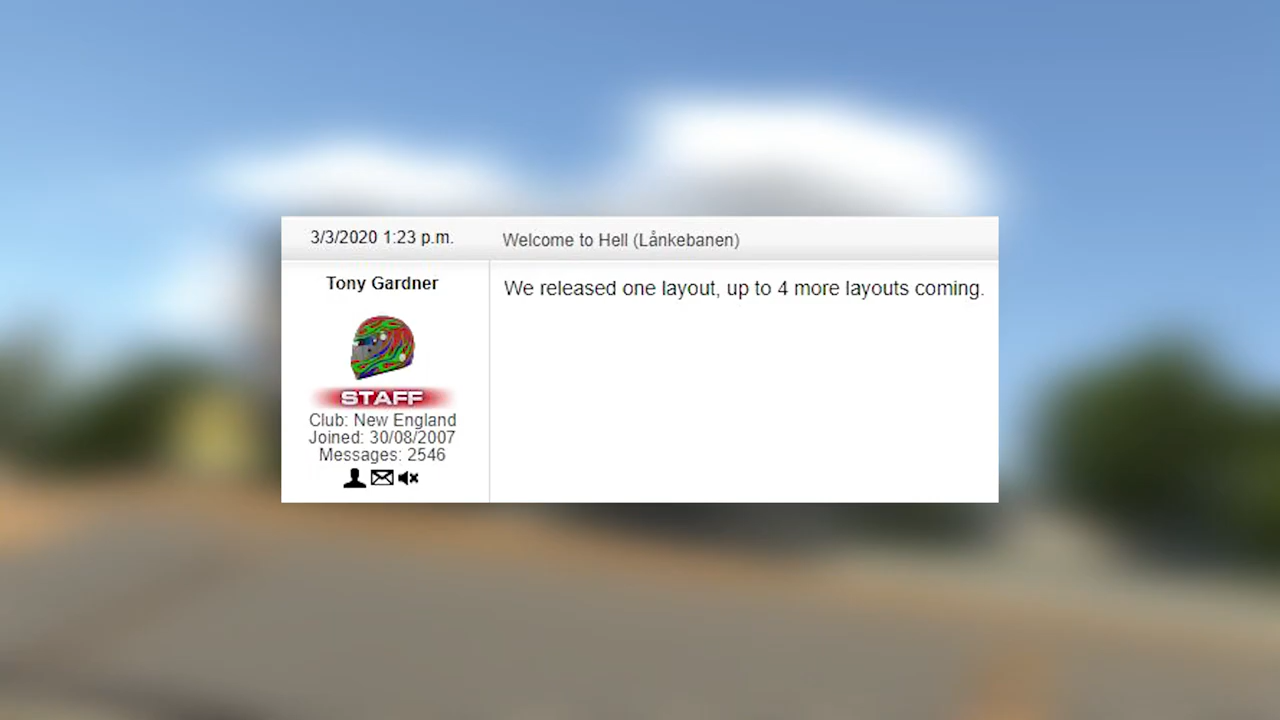 3/3/2020 1:23 p.m.
Welcome to Hell (Lånkebanen)
Tony Gardner
We released one layout, up to 4 more layouts coming.
STAFF
Club: New England
Joined: 30/08/2007
Messages: 2546